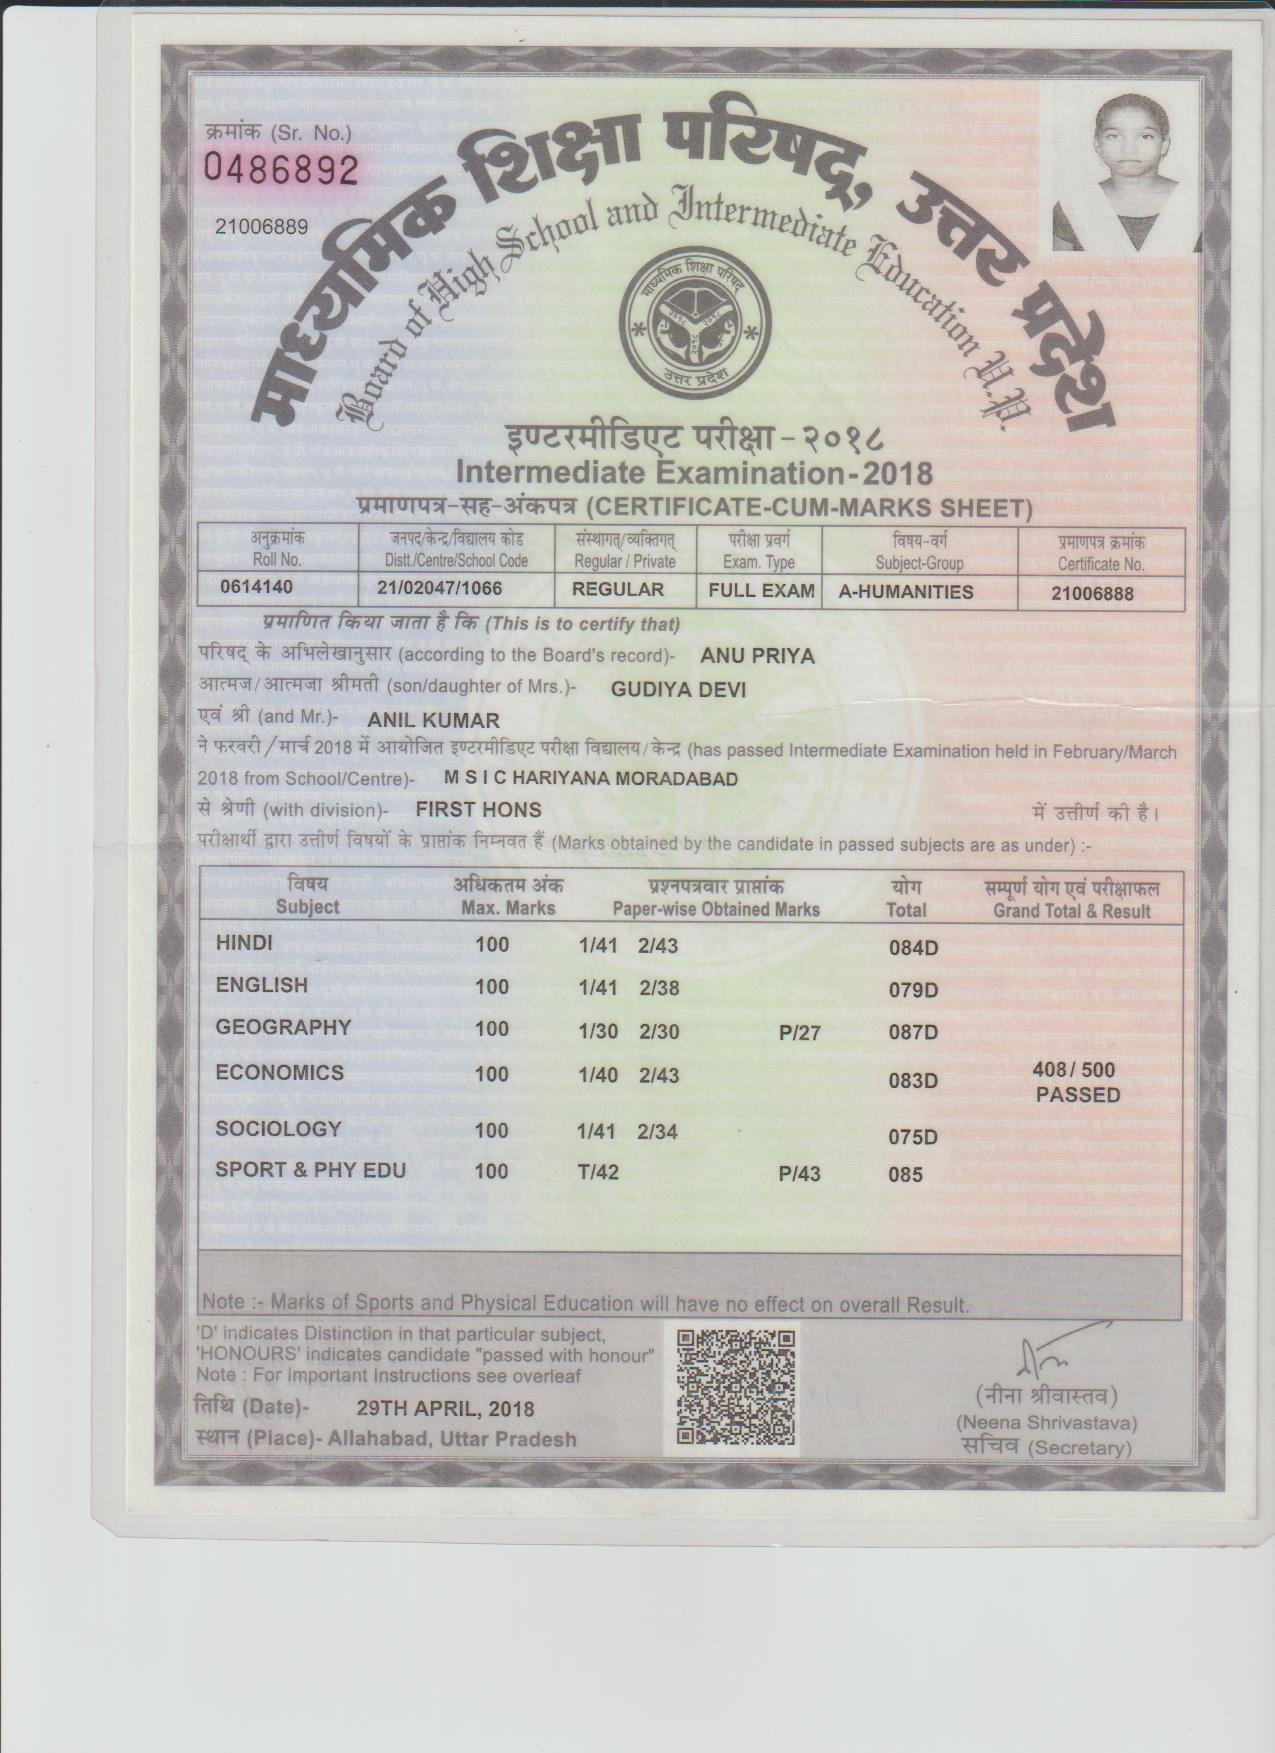 क्रमांक (Sr. No.)
0486892
21006889
माध्यमिक शिक्षा परिषद्, उत्तर प्रदेश
Board of High School and Intermediate Education U.P.
माध्यमिक शिक्षा परिषद्
उत्तर प्रदेश
इण्टरमीडिएट परीक्षा-२०१८
Intermediate Examination-2018
प्रमाणपत्र-सह-अंकपत्र (CERTIFICATE-CUM-MARKS SHEET)
अनुक्रमांक जनपद/केन्द्र/विद्यालय कोड संस्थागत्/व्यक्तिगत् परीक्षा प्रवर्ग विषय-वर्ग प्रमाणपत्र क्रमांक
Roll No. Distt./Centre/School Code Regular / Private Exam. Type Subject-Group Certificate No.
0614140 21/02047/1066 REGULAR FULL EXAM A-HUMANITIES 21006888
प्रमाणित किया जाता है कि (This is to certify that)
परिषद् के अभिलेखानुसार (according to the Board's record)- ANU PRIYA
आत्मज/आत्मजा श्रीमती (son/daughter of Mrs.)- GUDIYA DEVI
एवं श्री (and Mr.)- ANIL KUMAR
ने फरवरी/मार्च 2018 में आयोजित इण्टरमीडिएट परीक्षा विद्यालय/केन्द्र (has passed Intermediate Examination held in February/March
2018 from School/Centre)- M S I C HARIYANA MORADABAD
से श्रेणी (with division)- FIRST HONS में उत्तीर्ण की है।
परीक्षार्थी द्वारा उत्तीर्ण विषयों के प्राप्तांक निम्नवत हैं (Marks obtained by the candidate in passed subjects are as under) :-
विषय अधिकतम अंक प्रश्नपत्रवार प्राप्तांक योग सम्पूर्ण योग एवं परीक्षाफल
Subject Max. Marks Paper-wise Obtained Marks Total Grand Total & Result
HINDI 100 1/41 2/43 084D
ENGLISH 100 1/41 2/38 079D
GEOGRAPHY 100 1/30 2/30 P/27 087D
ECONOMICS 100 1/40 2/43 083D 408/ 500
PASSED
SOCIOLOGY 100 1/41 2/34 075D
SPORT & PHY EDU 100 T/42 P/43 085
Note :- Marks of Sports and Physical Education will have no effect on overall Result.
'D' indicates Distinction in that particular subject,
'HONOURS' indicates candidate "passed with honour"
Note : For Important Instructions see overleaf
तिथि (Date)- 29TH APRIL, 2018
स्थान (Place)- Allahabad, Uttar Pradesh
(नीना श्रीवास्तव)
(Neena Shrivastava)
सचिव (Secretary)